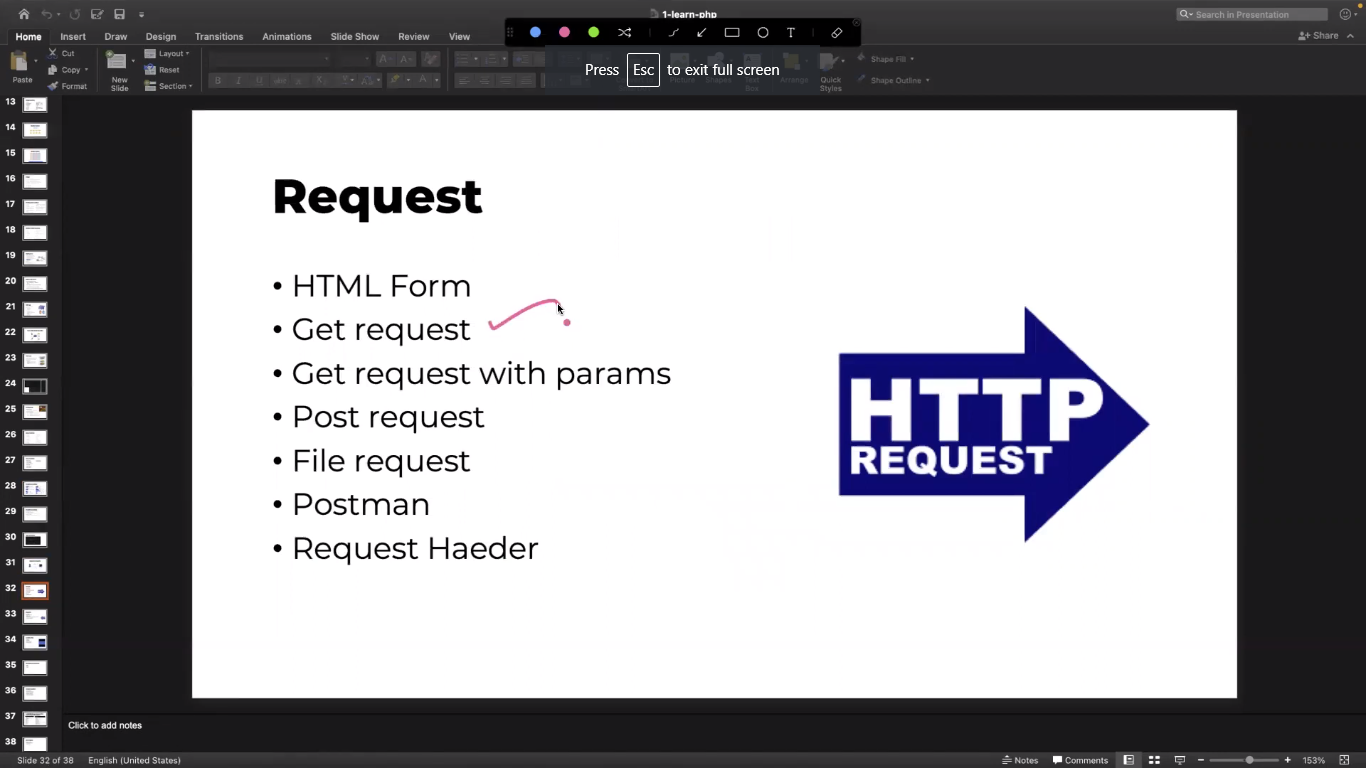 1-learn-php
Search in Presentation
Home Insert Draw Design Transitions Animations Slide Show Review View Share
T
Press Esc to exit full screen
Paste
Cut
Copy
Format
New Slide
Layout
Reset
Section
Arrange
Quick Styles
Shape Fill
Shape Outline
13
14
15
16
17
18
19
20
21
22
23
24
25
26
27
28
29
30
31
32
33
34
35
36
37
38
Request
• HTML Form
• Get request
• Get request with params
• Post request
• File request
• Postman
• Request Haeder
HTTP
REQUEST
Click to add notes
Slide 32 of 38 English (United States) Notes Comments 153%